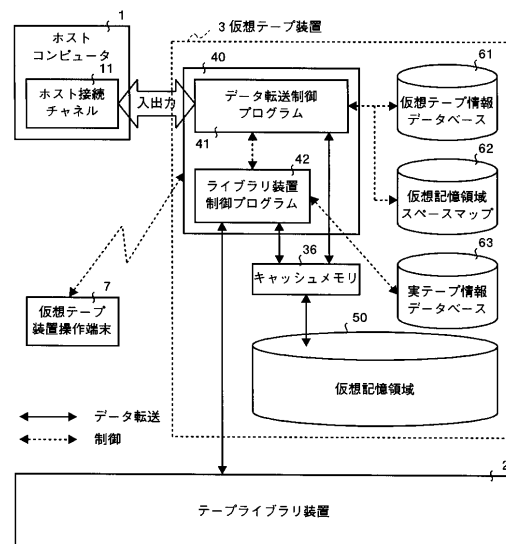 1
ホスト
コンピュータ
11
ホスト接続
チャネル
入出力
3 仮想テープ装置
40
データ転送制御
プログラム
41
42
ライブラリ装置
制御プログラム
36
キャッシュメモリ
61
仮想テープ情報
データベース
62
仮想記憶領域
スペースマップ
63
実テープ情報
データベース
50
仮想記憶領域
7
仮想テープ
装置操作端末
データ転送
制御
2
テープライブラリ装置